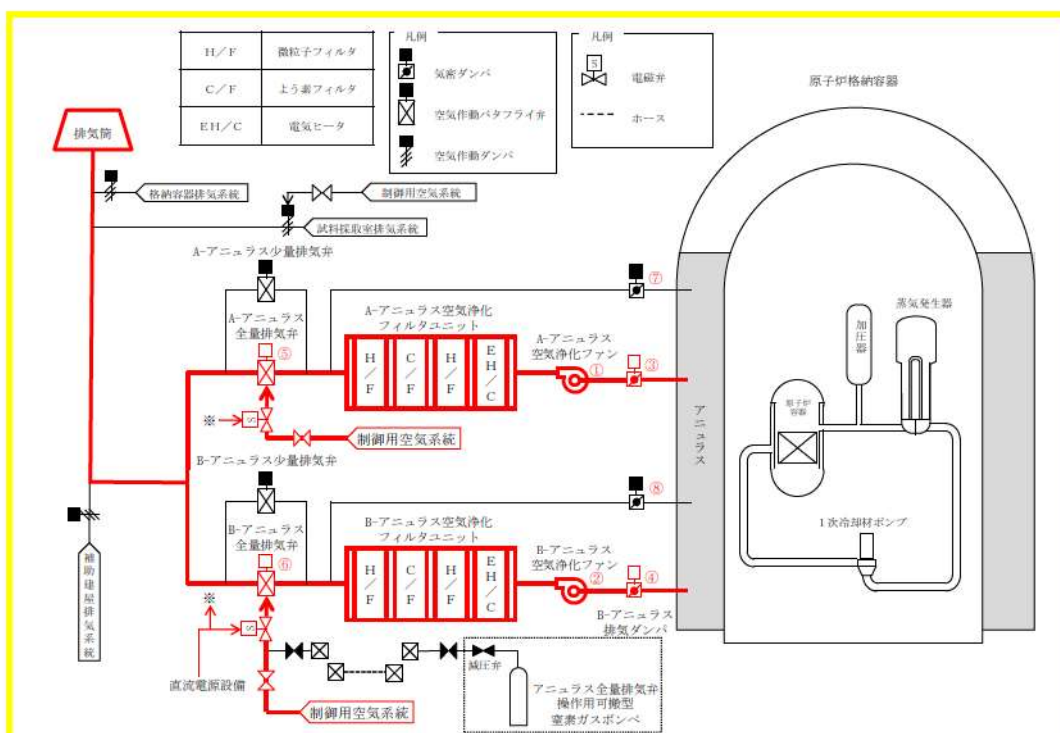 H/F 微粒子フィルタ
C/F よう素フィルタ
EH/C 電気ヒータ
凡例
気密ダンパ
空気作動バタフライ弁
空気作動ダンパ
凡例
S 電磁弁
ホース
原子炉格納容器
排気筒
格納容器排気系統
制御用空気系統
試料採取室排気系統
A-アニュラス少量排気弁
⑦
A-アニュラス
全量排気弁
⑤
A-アニュラス空気浄化
フィルタユニット
H/F
C/F
H/F
EH/C
A-アニュラス
空気浄化ファン
①
③
※
S
制御用空気系統
アニュラス
蒸気発生器
加圧器
原子炉
容器
1次冷却材ポンプ
B-アニュラス少量排気弁
⑧
B-アニュラス
全量排気弁
⑥
B-アニュラス空気浄化
フィルタユニット
H/F
C/F
H/F
EH/C
B-アニュラス
空気浄化ファン
②
④
B-アニュラス
排気ダンパ
補助建屋排気系統
※
S
直流電源設備
制御用空気系統
減圧弁
アニュラス全量排気弁
操作用可搬型
窒素ガスボンベ